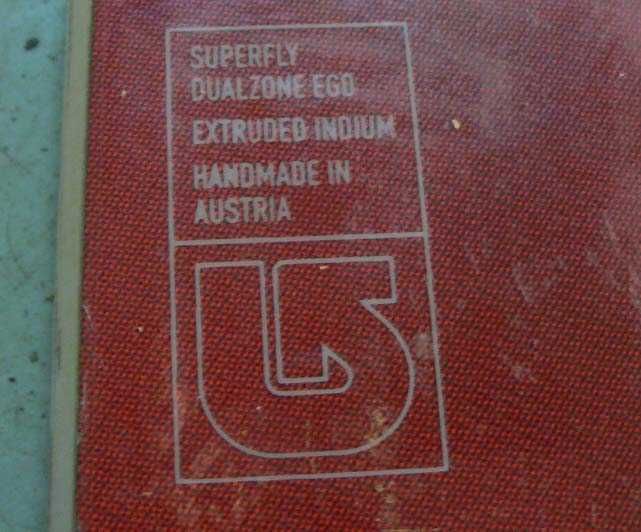 SUPERFLY
DUALZONE EGD
EXTRUDED INDIUM
HANDMADE IN
AUSTRIA